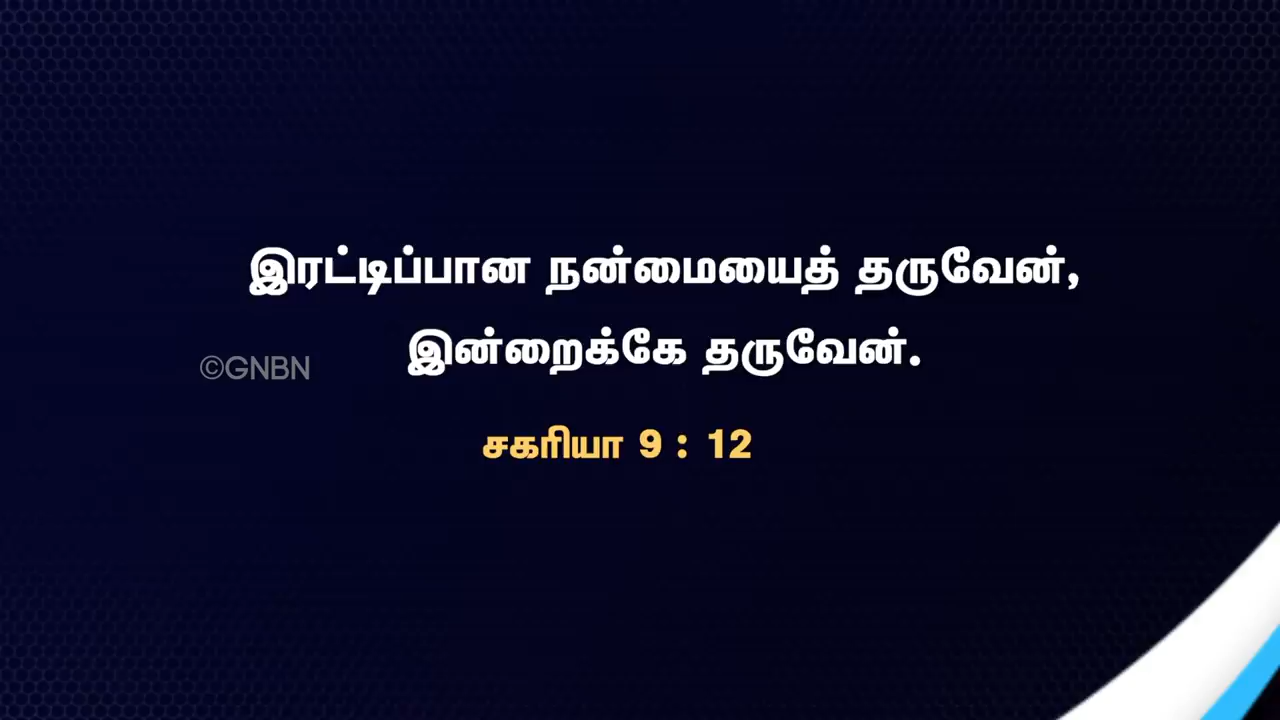 இரட்டிப்பான நன்மையைத் தருவேன்,
இன்றைக்கே தருவேன்.
©GNBN
சகரியா 9 : 12